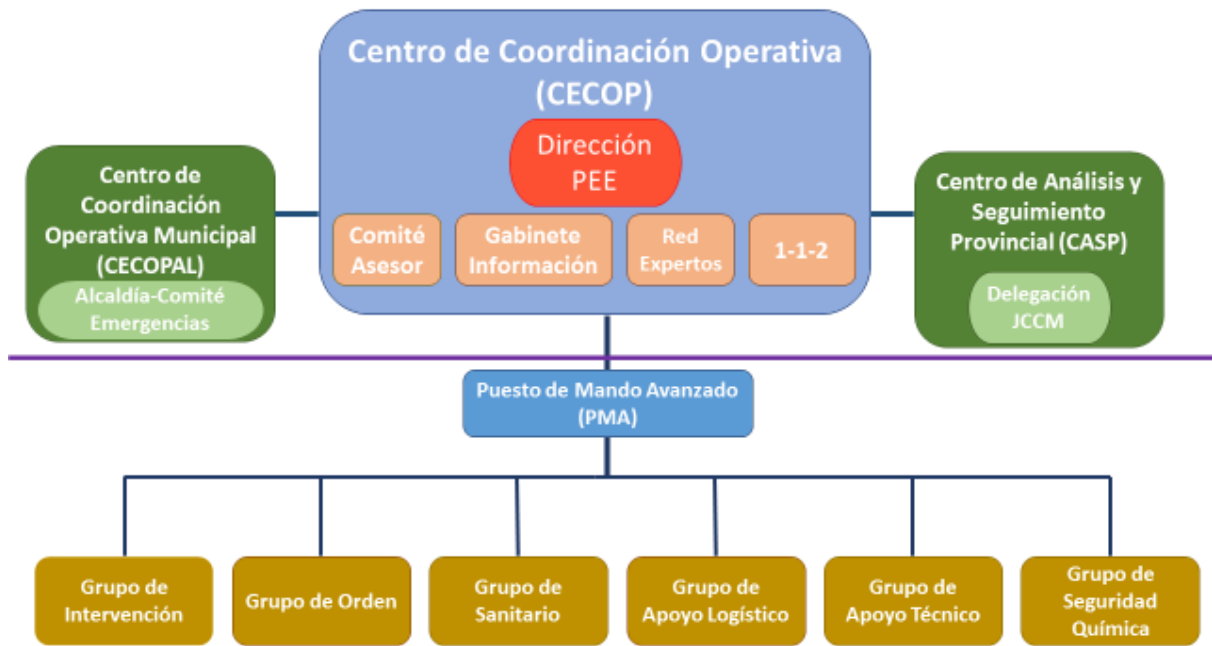 Centro de Coordinación Operativa
(CECOP)
Dirección
PEE
Comité
Asesor
Gabinete
Información
Red
Expertos
1-1-2
Centro de
Coordinación
Operativa Municipal
(CECOPAL)
Alcaldía-Comité
Emergencias
Centro de Análisis y
Seguimiento
Provincial (CASP)
Delegación
JCCM
Puesto de Mando Avanzado
(PMA)
Grupo de
Intervención
Grupo de Orden
Grupo de
Sanitario
Grupo de
Apoyo Logístico
Grupo de
Apoyo Técnico
Grupo de
Seguridad
Química